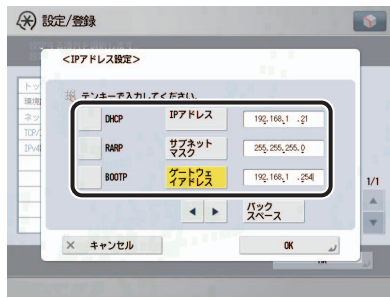 設定/登録
<IPアドレス設定>
テンキーで入力してください。
DHCP
IPアドレス
192.168.1 .21
RARP
サブネット
マスク
255.255.255.0
BOOTP
ゲートウェ
イアドレス
192.168.1 .254
1/1
バック
スペース
× キャンセル
OK